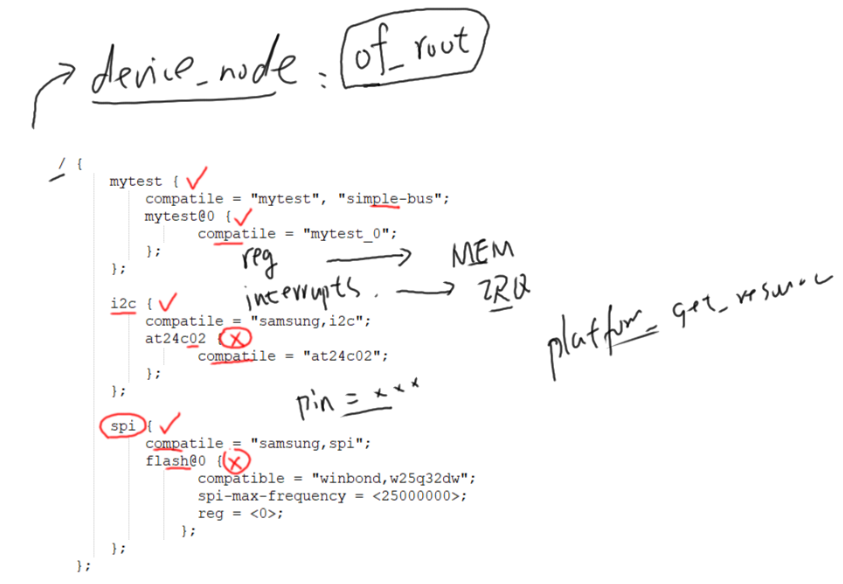 device_node : of_root
/ {
mytest {
compatile = "mytest", "simple-bus";
mytest@0 {
compatile = "mytest_0";
};
reg → MEM
};
interrupts. → IRQ
i2c {
compatile = "samsung,i2c";
platform_get_resource
at24c02 {
compatile = "at24c02";
};
};
pin = xxx
spi {
compatile = "samsung,spi";
flash@0 {
compatible = "winbond,w25q32dw";
spi-max-frequency = <25000000>;
reg = <0>;
};
};
};